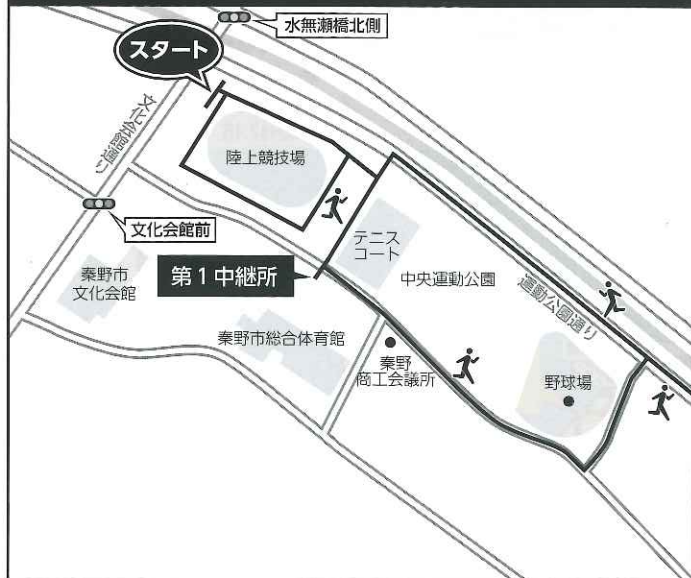 水無瀬橋北側
スタート
文化会館通り
陸上競技場
文化会館前
テニス
コート
第1中継所
中央運動公園
運動公園通り
秦野市
文化会館
秦野市総合体育館
秦野
商工会議所
野球場